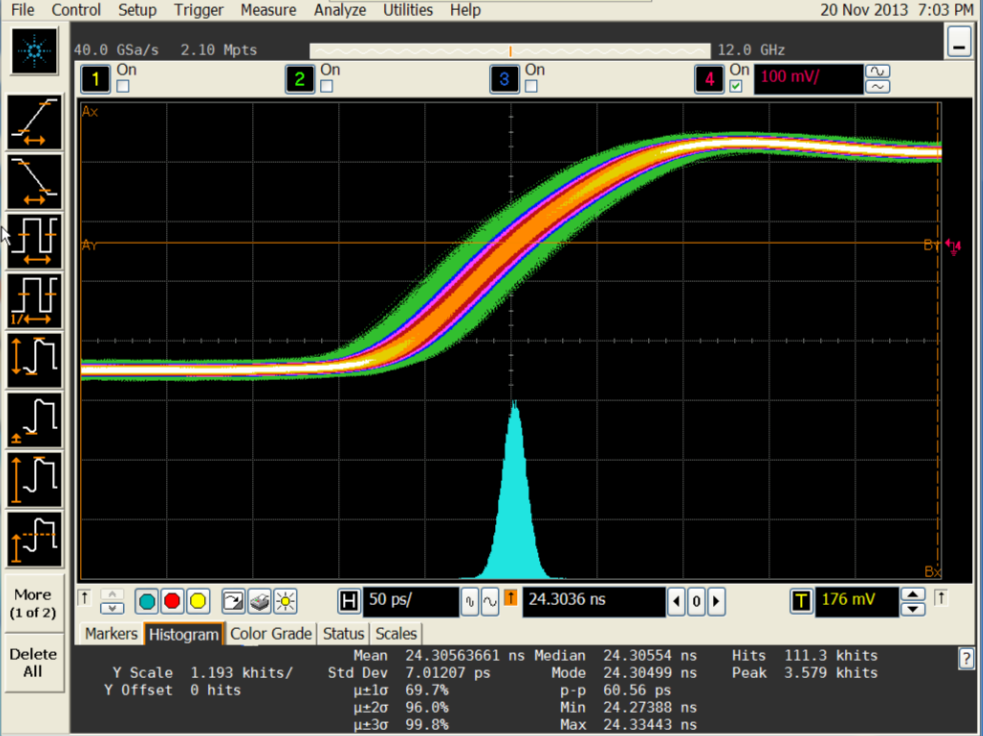 File Control Setup Trigger Measure Analyze Utilities Help 20 Nov 2013 7:03 PM
40.0 GSa/s 2.10 Mpts 12.0 GHz
1 On 2 On 3 On 4 On 100 mV/
Ax
AY BY 4
1/
Bx
H 50 ps/ 24.3036 ns 0 T 176 mV
More
(1 of 2)
Delete
All
Markers Histogram Color Grade Status Scales
Mean 24.30563661 ns Median 24.30554 ns Hits 111.3 khits
Y Scale 1.193 khits/ Std Dev 7.01207 ps Mode 24.30499 ns Peak 3.579 khits
Y Offset 0 hits μ±1σ 69.7% p-p 60.56 ps
μ±2σ 96.0% Min 24.27388 ns
μ±3σ 99.8% Max 24.33443 ns
?